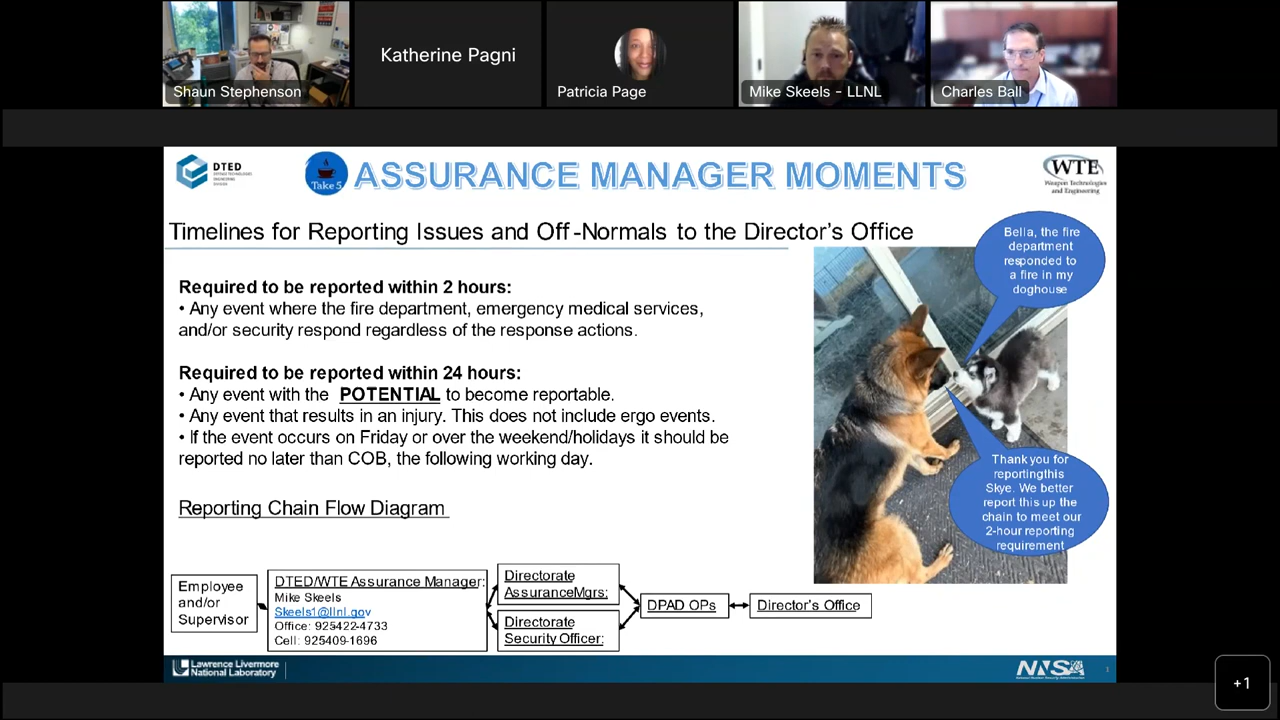 Katherine Pagni
Shaun Stephenson
Patricia Page
Mike Skeels - LLNL
Charles Ball
DTED
Take 5
ASSURANCE MANAGER MOMENTS
WTE
Weapon Technologies
and Engineering
Timelines for Reporting Issues and Off-Normals to the Director's Office
Bella, the fire
department
responded to
a fire in my
doghouse
Required to be reported within 2 hours:
• Any event where the fire department, emergency medical services,
and/or security respond regardless of the response actions.
Required to be reported within 24 hours:
• Any event with the POTENTIAL to become reportable.
• Any event that results in an injury. This does not include ergo events.
• If the event occurs on Friday or over the weekend/holidays it should be
reported no later than COB, the following working day.
Thank you for
reportingthis
Skye. We better
report this up the
chain to meet our
2-hour reporting
requirement
Reporting Chain Flow Diagram
Employee
and/or
Supervisor
DTED/WTE Assurance Manager:
Mike Skeels
Skeels1@llnl.gov
Office: 925422-4733
Cell: 925409-1696
Directorate
AssuranceMgrs:
Directorate
Security Officer:
DPAD OPs
Director's Office
Lawrence Livermore
National Laboratory
NNSA
1
+1